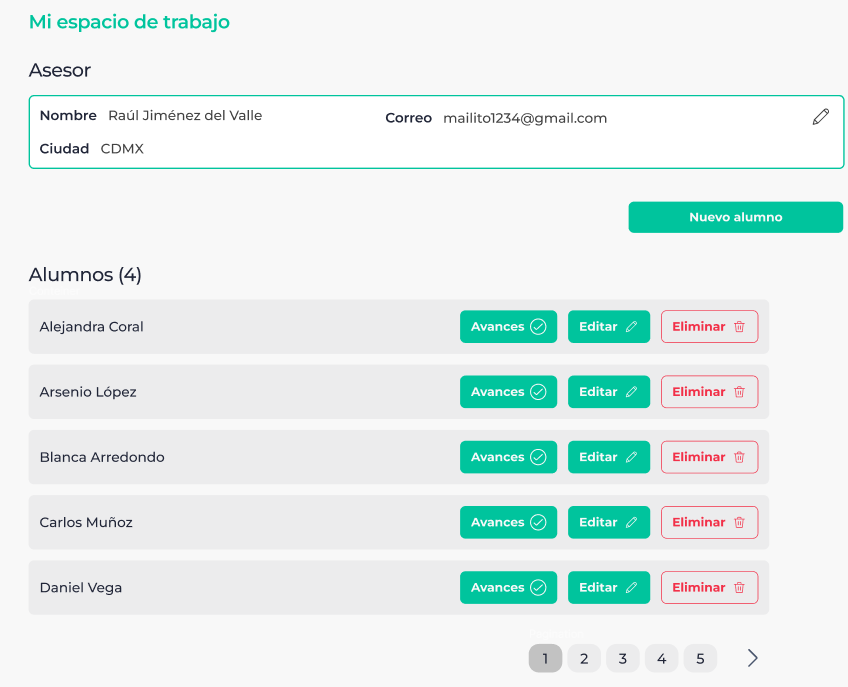 Mi espacio de trabajo
Asesor
Nombre Raúl Jiménez del Valle Correo mailito1234@gmail.com
Ciudad CDMX
Nuevo alumno
Alumnos (4)
Alejandra Coral Avances Editar Eliminar
Arsenio López Avances Editar Eliminar
Blanca Arredondo Avances Editar Eliminar
Carlos Muñoz Avances Editar Eliminar
Daniel Vega Avances Editar Eliminar
1 2 3 4 5